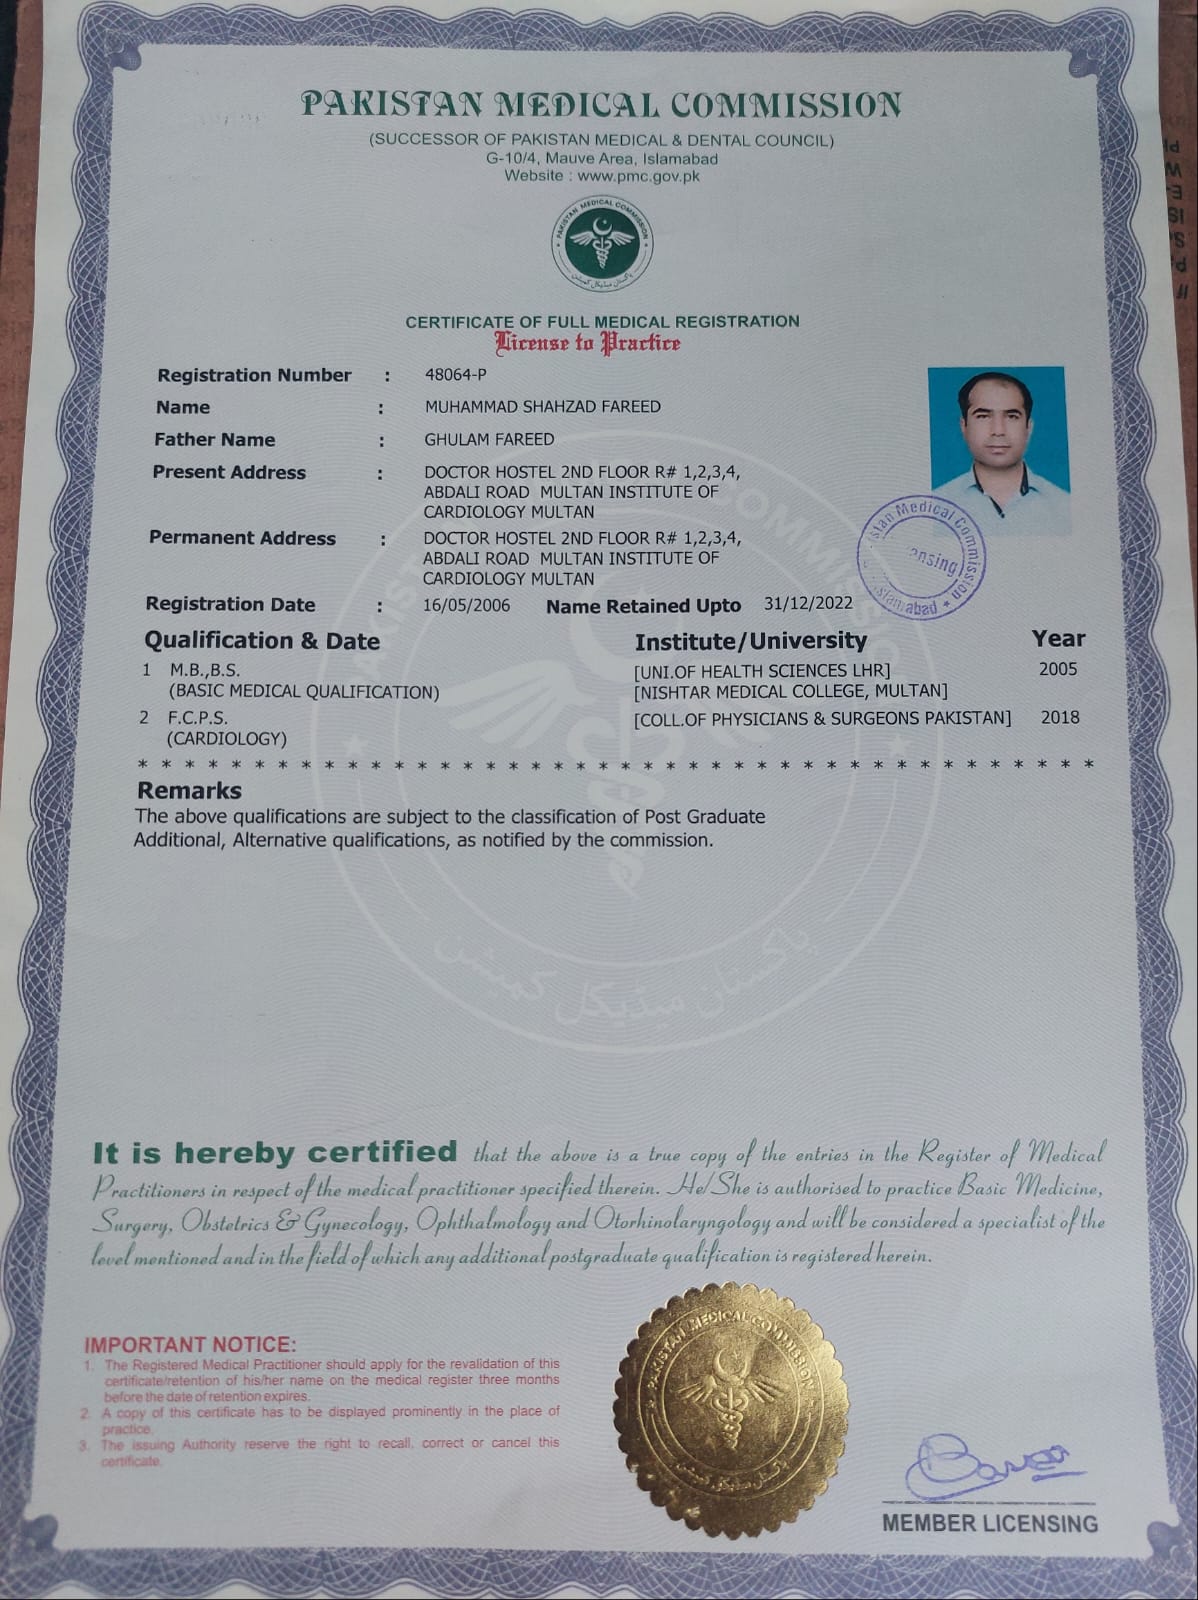 PAKISTAN MEDICAL COMMISSION
(SUCCESSOR OF PAKISTAN MEDICAL & DENTAL COUNCIL)
G-10/4, Mauve Area, Islamabad
Website : www.pmc.gov.pk
PAKISTAN MEDICAL COMMISSION
پاکستان میڈیکل کمیشن
CERTIFICATE OF FULL MEDICAL REGISTRATION
License to Practice
Registration Number : 48064-P
Name : MUHAMMAD SHAHZAD FAREED
Father Name : GHULAM FAREED
Present Address : DOCTOR HOSTEL 2ND FLOOR R# 1,2,3,4,
ABDALI ROAD MULTAN INSTITUTE OF
CARDIOLOGY MULTAN
Permanent Address : DOCTOR HOSTEL 2ND FLOOR R# 1,2,3,4,
ABDALI ROAD MULTAN INSTITUTE OF
CARDIOLOGY MULTAN
Medical Commission
Registration Date : 16/05/2006 Name Retained Upto 31/12/2022
Qualification & Date Institute/University Year
1 M.B.,B.S. [UNI.OF HEALTH SCIENCES LHR] 2005
(BASIC MEDICAL QUALIFICATION) [NISHTAR MEDICAL COLLEGE, MULTAN]
2 F.C.P.S. [COLL.OF PHYSICIANS & SURGEONS PAKISTAN] 2018
(CARDIOLOGY)
* * * * * * * * * * * * * * * * * * * * * * * * * * * * * * * * * * * * * * * * *
Remarks
The above qualifications are subject to the classification of Post Graduate
Additional, Alternative qualifications, as notified by the commission.
پاکستان میڈیکل کمیشن
It is hereby certified that the above is a true copy of the entries in the Register of Medical
Practitioners in respect of the medical practitioner specified therein. He/She is authorised to practice Basic Medicine,
Surgery, Obstetrics & Gynecology, Ophthalmology and Otorhinolaryngology and will be considered a specialist of the
level mentioned and in the field of which any additional postgraduate qualification is registered herein.
IMPORTANT NOTICE:
1. The Registered Medical Practitioner should apply for the revalidation of this
certificate/retention of his/her name on the medical register three months
before the date of retention expires.
2. A copy of this certificate has to be displayed prominently in the place of
practice.
3. The issuing Authority reserve the right to recall, correct or cancel this
certificate.
PAKISTAN MEDICAL COMMISSION
پاکستان میڈیکل کمیشن
MEMBER LICENSING